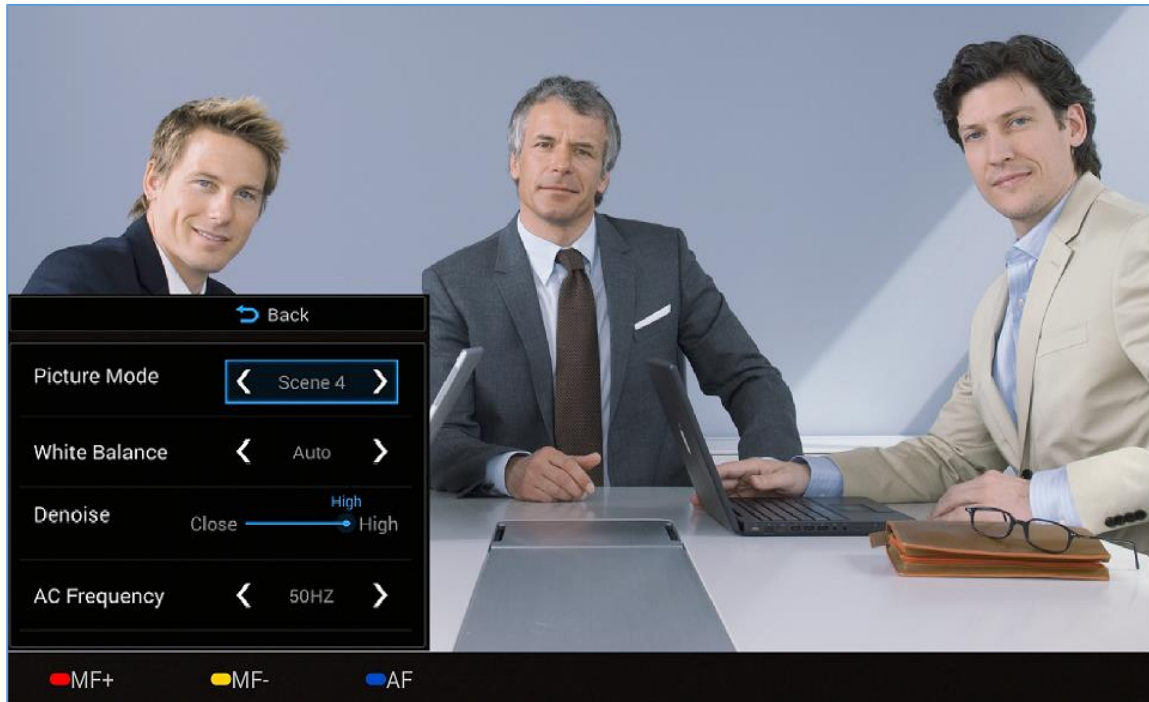 Back
Picture Mode Scene 4
White Balance Auto
High
Denoise Close High
AC Frequency 50HZ
MF+ MF- AF